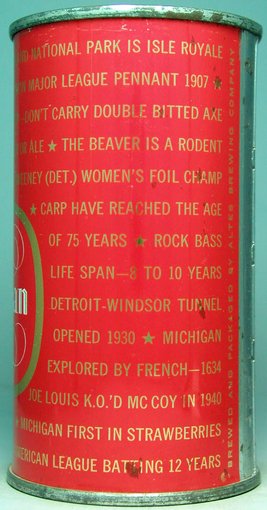 NATIONAL PARK IS ISLE ROYALE
MAJOR LEAGUE PENNANT 1907 ★
DON'T CARRY DOUBLE BITTED AXE
ALE ★ THE BEAVER IS A RODENT
(DET.) WOMEN'S FOIL CHAMP
★ CARP HAVE REACHED THE AGE
OF 75 YEARS ★ ROCK BASS
LIFE SPAN—8 TO 10 YEARS
DETROIT-WINDSOR TUNNEL
OPENED 1930 ★ MICHIGAN
EXPLORED BY FRENCH—1634
JOE LOUIS K.O.'D MC COY IN 1940
★ MICHIGAN FIRST IN STRAWBERRIES
AMERICAN LEAGUE BATTING 12 YEARS
BREWED AND PACKAGED BY ALTES BREWING COMPANY